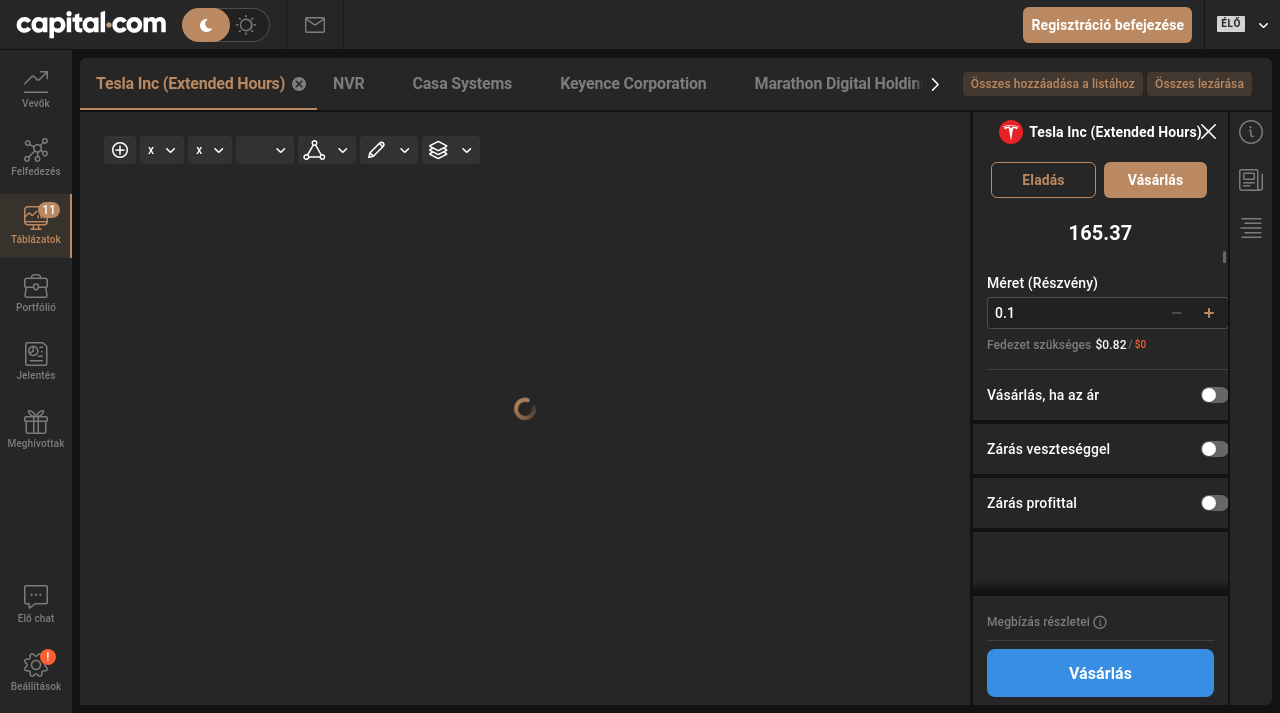 capital.com
Regisztráció befejezése
ÉLŐ
Vevők
Felfedezés
11
Táblázatok
Portfólió
Jelentés
Meghívottak
Elő chat
!
Beállítások
Tesla Inc (Extended Hours)
NVR
Casa Systems
Keyence Corporation
Marathon Digital Holdin
Összes hozzáadása a listához
Összes lezárása
x
x
Tesla Inc (Extended Hours)
Eladás
Vásárlás
165.37
Méret (Részvény)
0.1
Fedezet szükséges $0.82 / $0
Vásárlás, ha az ár
Zárás veszteséggel
Zárás profittal
Megbízás részletei
Vásárlás